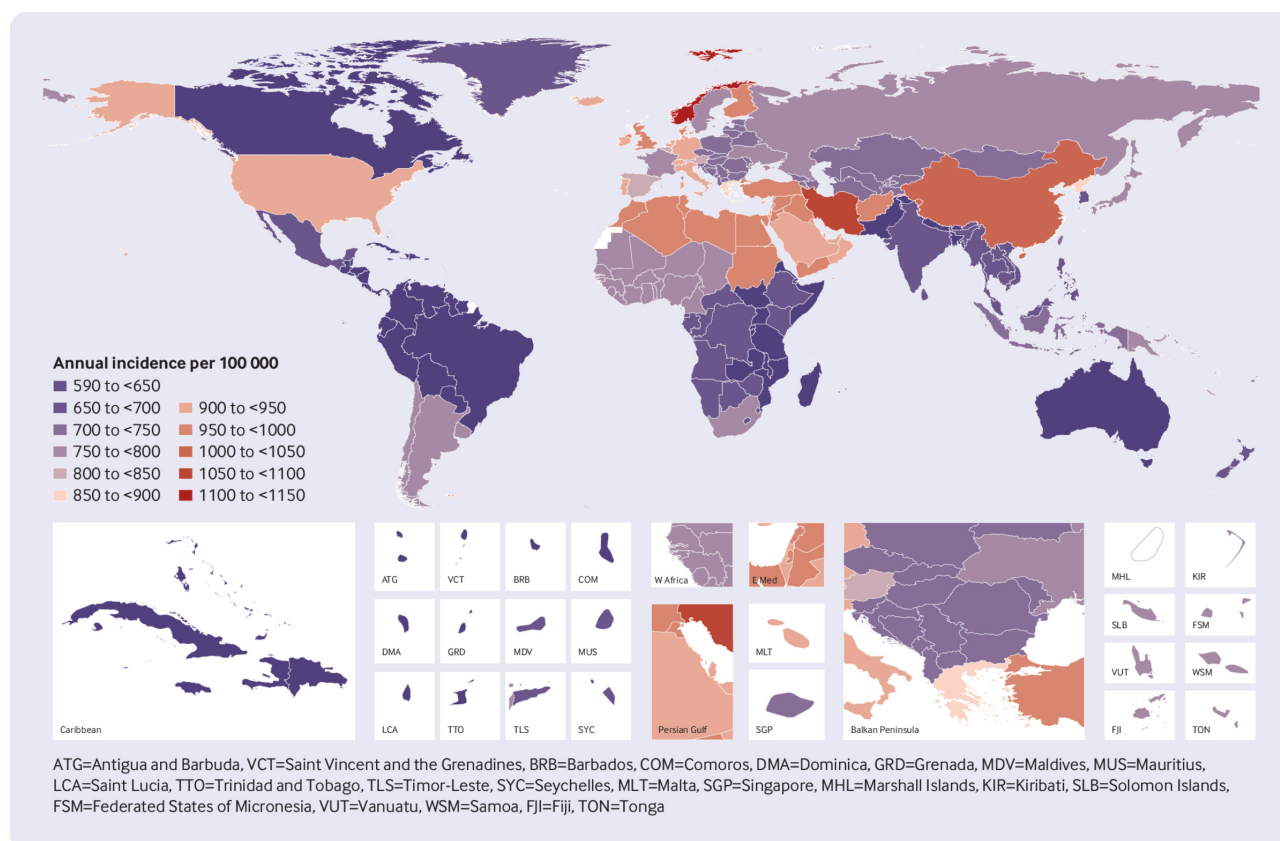 Annual incidence per 100 000
590 to <650
650 to <700
700 to <750
750 to <800
800 to <850
850 to <900
900 to <950
950 to <1000
1000 to <1050
1050 to <1100
1100 to <1150
ATG
VCT
BRB
COM
W Africa
E Med
MHL
KIR
DMA
GRD
MDV
MUS
MLT
SLB
FSM
LCA
TTO
TLS
SYC
SGP
VUT
WSM
Caribbean
Persian Gulf
Balkan Peninsula
FJI
TON
ATG=Antigua and Barbuda, VCT=Saint Vincent and the Grenadines, BRB=Barbados, COM=Comoros, DMA=Dominica, GRD=Grenada, MDV=Maldives, MUS=Mauritius,
LCA=Saint Lucia, TTO=Trinidad and Tobago, TLS=Timor-Leste, SYC=Seychelles, MLT=Malta, SGP=Singapore, MHL=Marshall Islands, KIR=Kiribati, SLB=Solomon Islands,
FSM=Federated States of Micronesia, VUT=Vanuatu, WSM=Samoa, FJI=Fiji, TON=Tonga